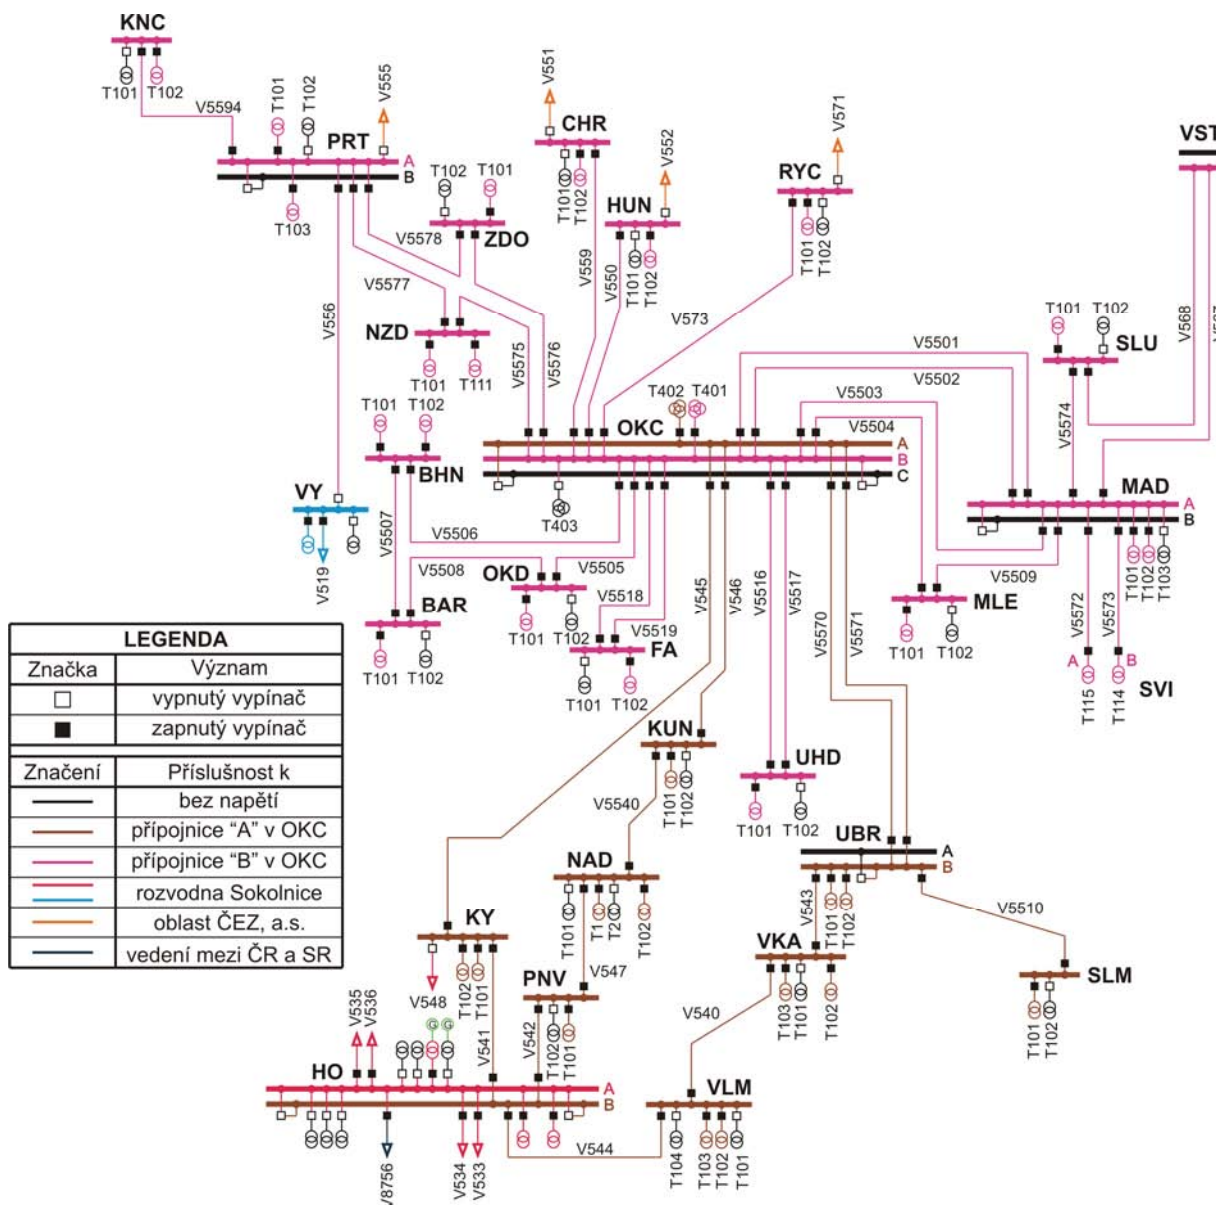 KNC
T101
T102
V5594
PRT
T101
T102
V555
A
B
T103
V551
CHR
T101
T102
V552
HUN
T101
T102
V571
RYC
T101
T102
VST
T102
T101
ZDO
V5578
V5577
V556
NZD
T101
T111
V5575
V5576
V559
V550
V573
V568
T101
T102
SLU
V5574
V5501
V5502
V5503
V5504
T402
T401
OKC
A
B
C
T403
T101
T102
BHN
VY
V519
V5507
V5506
V5508
BAR
T101
T102
OKD
V5505
T101
T102
V5518
V5519
FA
T101
T102
V545
V546
V5516
V5517
V5570
V5571
MAD
A
B
T101
T102
T103
V5509
MLE
T101
T102
V5572
V5573
A
B
T115
T114
SVI
LEGENDA
Značka
Význam
vypnutý vypínač
zapnutý vypínač
Značení
Příslušnost k
bez napětí
přípojnice "A" v OKC
přípojnice "B" v OKC
rozvodna Sokolnice
oblast ČEZ, a.s.
vedení mezi ČR a SR
KUN
T101
T102
V5540
UHD
T101
T102
UBR
A
B
T101
T102
V543
V5510
NAD
T101
T1
T2
T102
V547
KY
V548
T102
T101
V541
PNV
V542
T102
T101
VKA
T103
T101
T102
V540
SLM
T101
T102
V535
V536
G
G
HO
A
B
V8756
V534
V533
V544
VLM
T104
T103
T102
T101